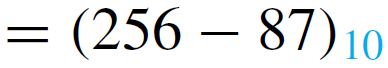 = (256 − 87)10